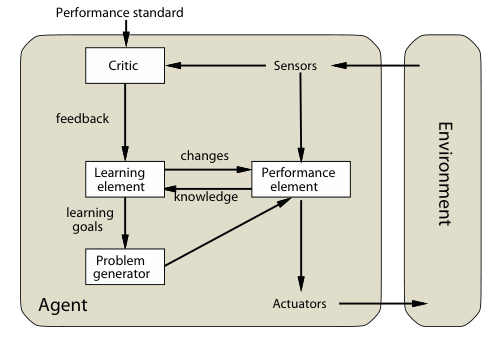 Performance standard
Critic
Sensors
feedback
changes
Learning
element
Performance
element
knowledge
learning
goals
Problem
generator
Agent
Actuators
Environment